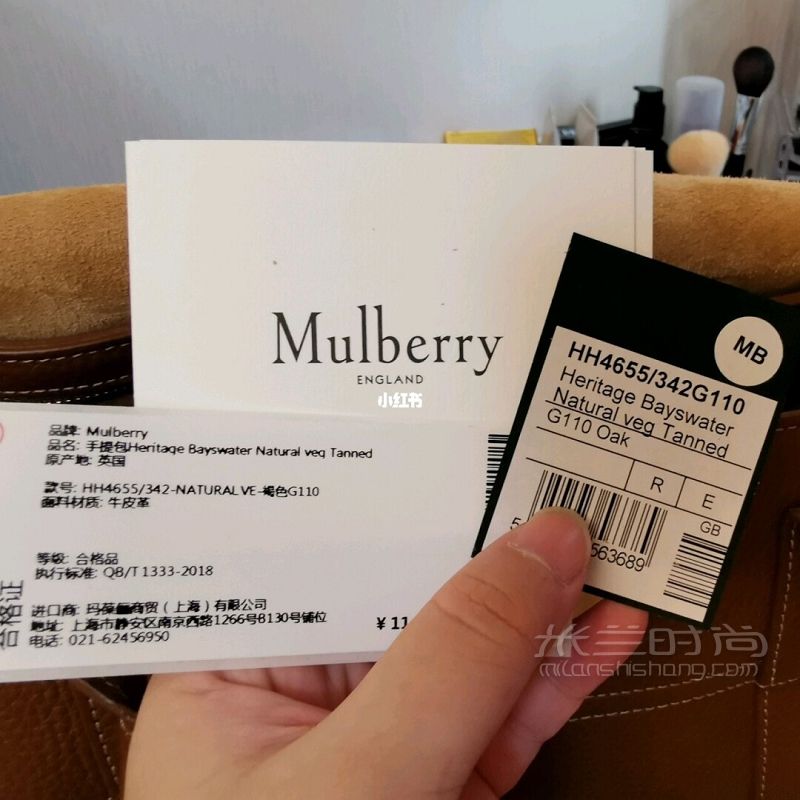 Mulberry
ENGLAND
小红书
MB
HH4655/342G110
Heritage Bayswater
Natural veg Tanned
G110 Oak
R
E
GB
5
563689
品牌: Mulberry
品名: 手提包Heritage Bayswater Natural veg Tanned
原产地: 英国
款号: HH4655/342-NATURAL VE-褐色G110
面料材质: 牛皮革
等级: 合格品
执行标准: QB/T 1333-2018
合格证
进口商: 玛葆俪商贸（上海）有限公司
地址: 上海市静安区南京西路1266号B130号铺位
电话: 021-62456950
¥ 11
米兰时尚
milanshishang.com